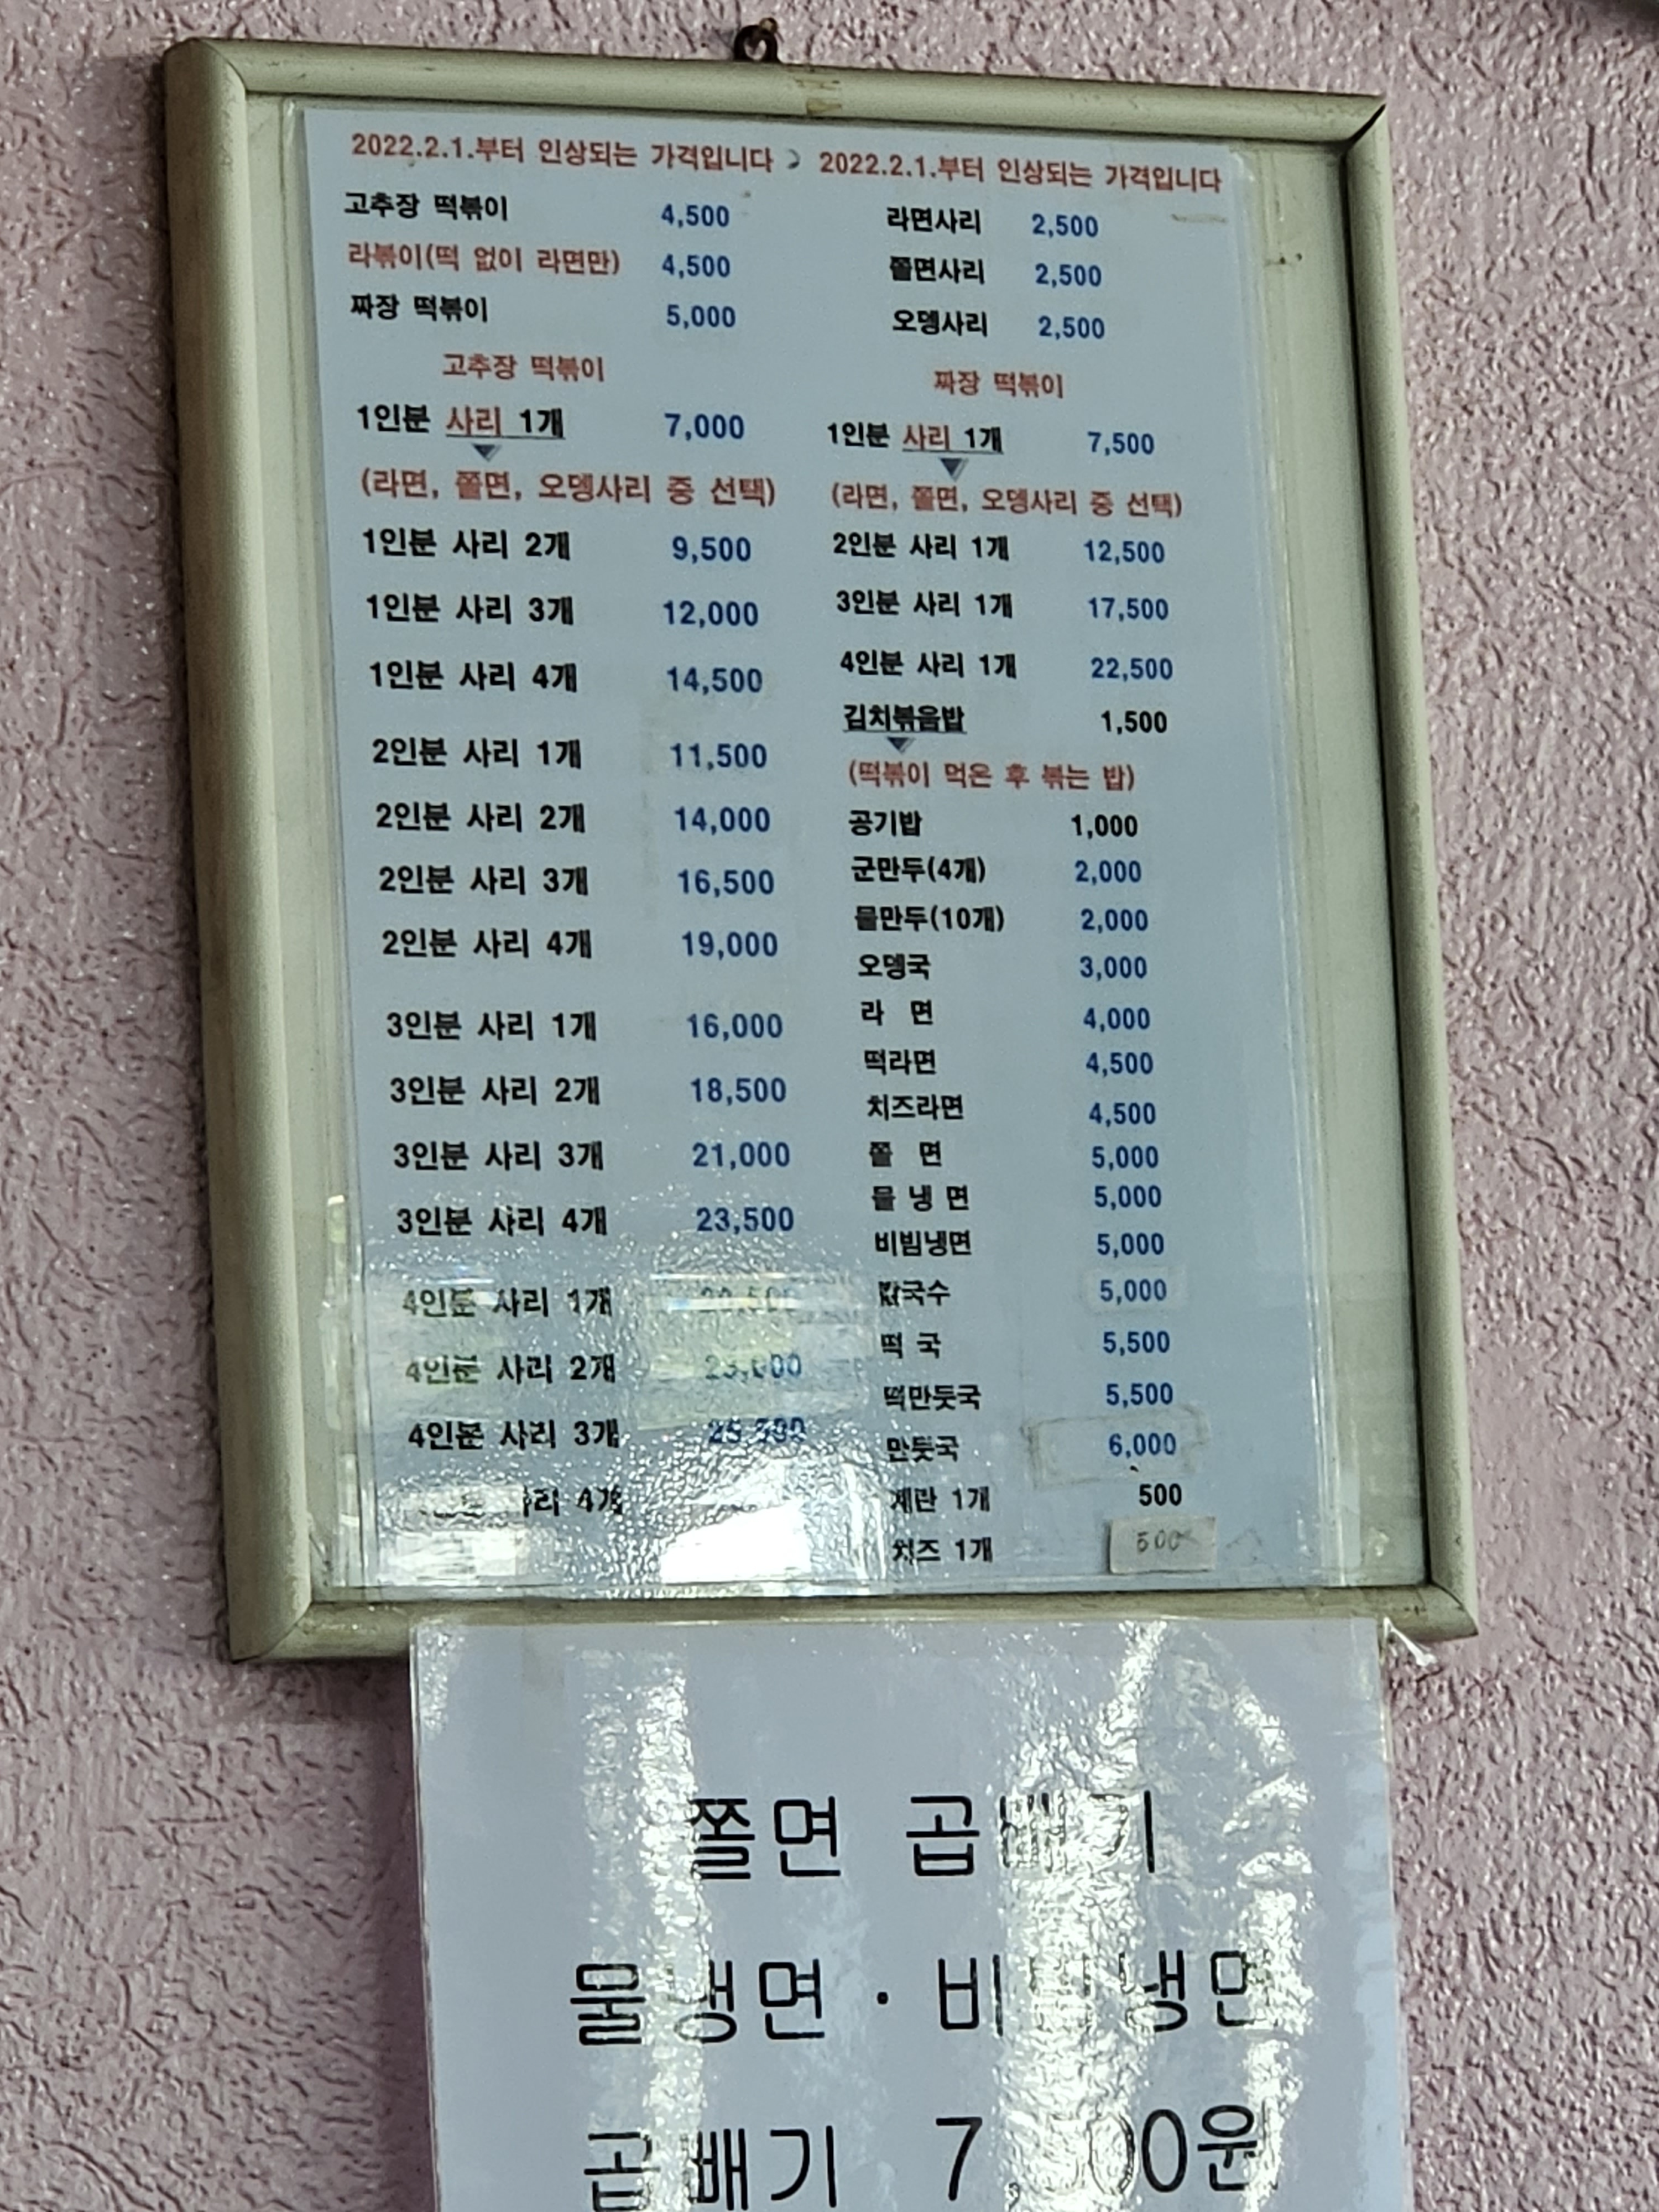 2022.2.1.부터 인상되는 가격입니다
고추장 떡볶이 4,500
라볶이(떡 없이 라면만) 4,500
짜장 떡볶이 5,000
고추장 떡볶이
1인분 사리 1개 7,000
(라면, 쫄면, 오뎅사리 중 선택)
1인분 사리 2개 9,500
1인분 사리 3개 12,000
1인분 사리 4개 14,500
2인분 사리 1개 11,500
2인분 사리 2개 14,000
2인분 사리 3개 16,500
2인분 사리 4개 19,000
3인분 사리 1개 16,000
3인분 사리 2개 18,500
3인분 사리 3개 21,000
3인분 사리 4개 23,500
4인분 사리 1개
4인분 사리 2개
4인분 사리 3개
사리 4개
2022.2.1.부터 인상되는 가격입니다
라면사리 2,500
쫄면사리 2,500
오뎅사리 2,500
짜장 떡볶이
1인분 사리 1개 7,500
(라면, 쫄면, 오뎅사리 중 선택)
2인분 사리 1개 12,500
3인분 사리 1개 17,500
4인분 사리 1개 22,500
김치볶음밥 1,500
(떡볶이 먹은 후 볶는 밥)
공기밥 1,000
군만두(4개) 2,000
물만두(10개) 2,000
오뎅국 3,000
라 면 4,000
떡라면 4,500
치즈라면 4,500
쫄 면 5,000
물 냉 면 5,000
비빔냉면 5,000
칼국수 5,000
떡 국 5,500
떡만둣국 5,500
만둣국 6,000
계란 1개 500
치즈 1개 500
쫄면 곱빼기
물냉면 · 비빔냉면
곱빼기